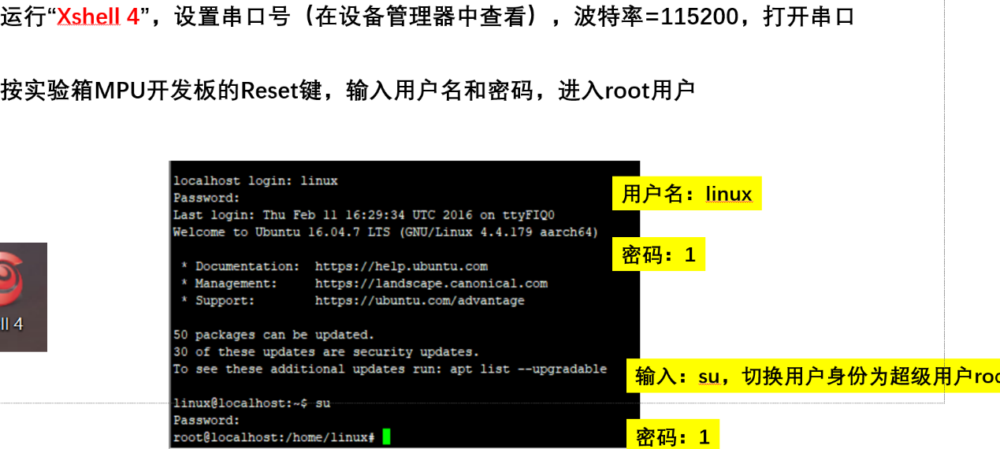 运行“Xshell 4”，设置串口号（在设备管理器中查看），波特率=115200，打开串口
按实验箱MPU开发板的Reset键，输入用户名和密码，进入root用户
localhost login: linux
Password:
Last login: Thu Feb 11 16:29:34 UTC 2016 on ttyFIQ0
Welcome to Ubuntu 16.04.7 LTS (GNU/Linux 4.4.179 aarch64)
用户名：linux
密码：1
* Documentation: https://help.ubuntu.com
* Management: https://landscape.canonical.com
* Support: https://ubuntu.com/advantage
ll 4
50 packages can be updated.
30 of these updates are security updates.
To see these additional updates run: apt list --upgradable
输入：su，切换用户身份为超级用户roo
linux@localhost:~$ su
Password:
root@localhost:/home/linux#
密码：1